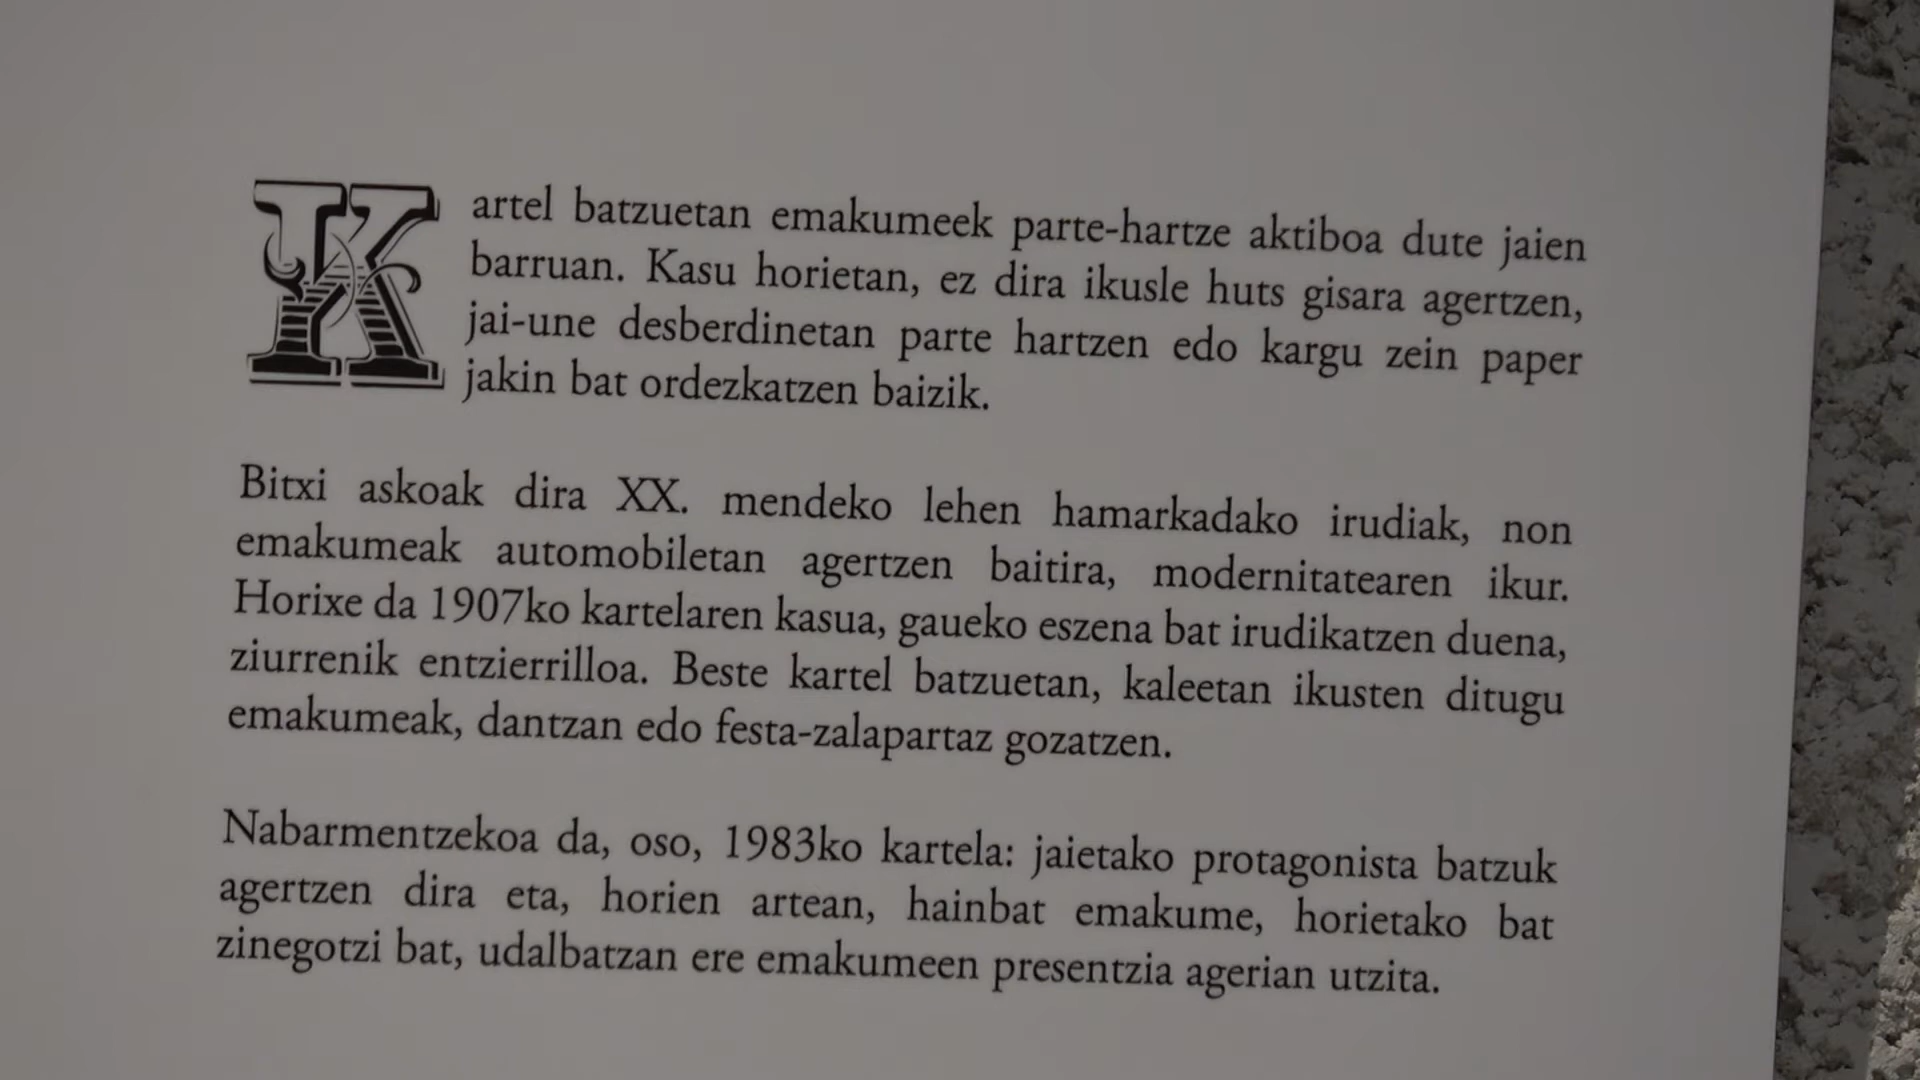 Kartel batzuetan emakumeek parte-hartze aktiboa dute jaien
barruan. Kasu horietan, ez dira ikusle huts gisara agertzen,
jai-une desberdinetan parte hartzen edo kargu zein paper
jakin bat ordezkatzen baizik.
Bitxi askoak dira XX. mendeko lehen hamarkadako irudiak, non
emakumeak automobiletan agertzen baitira, modernitatearen ikur.
Horixe da 1907ko kartelaren kasua, gaueko eszena bat irudikatzen duena,
ziurrenik entzierrilloa. Beste kartel batzuetan, kaleetan ikusten ditugu
emakumeak, dantzan edo festa-zalapartaz gozatzen.
Nabarmentzekoa da, oso, 1983ko kartela: jaietako protagonista batzuk
agertzen dira eta, horien artean, hainbat emakume, horietako bat
zinegotzi bat, udalbatzan ere emakumeen presentzia agerian utzita.